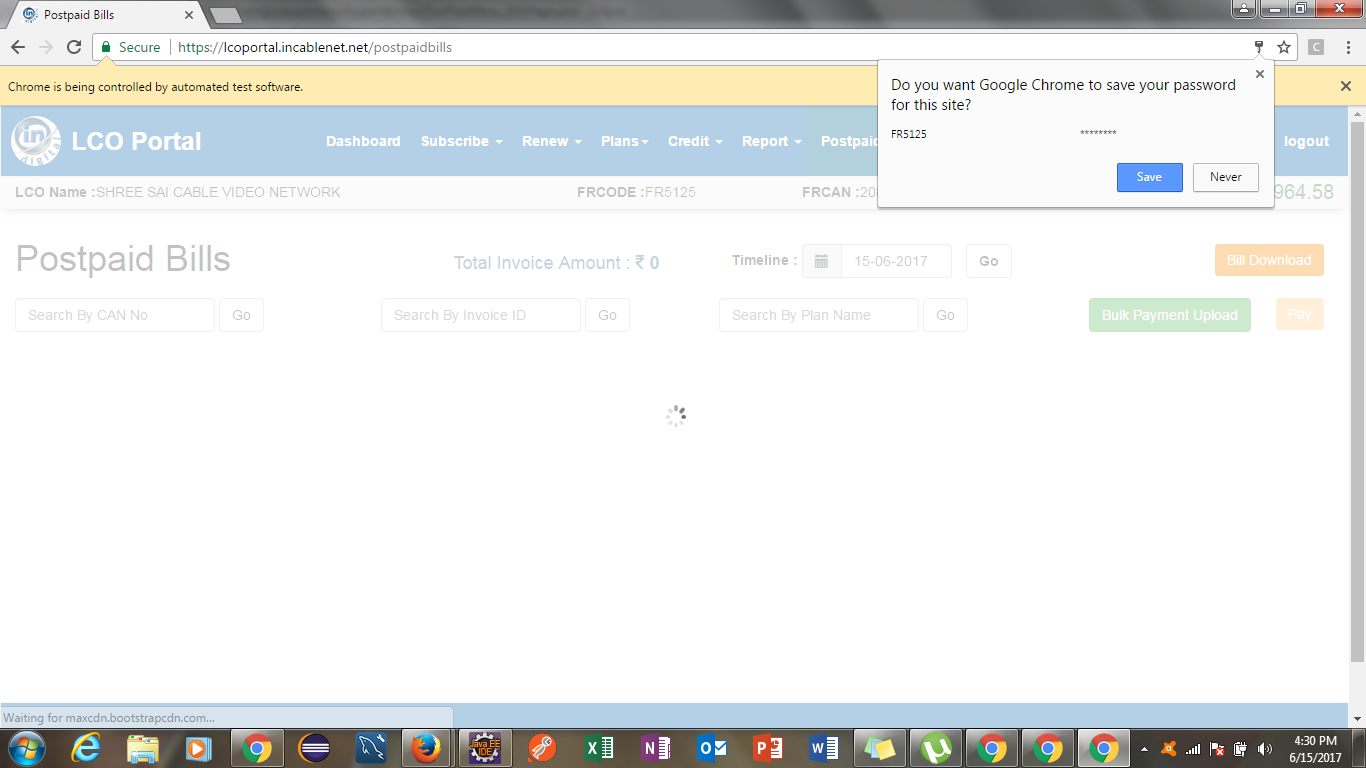 Postpaid Bills
Secure https://lcoportal.incablenet.net/postpaidbills
Chrome is being controlled by automated test software.
Do you want Google Chrome to save your password
for this site?
FR5125 ********
Save Never
in
digital
LCO Portal Dashboard Subscribe Renew Plans Credit Report Postpaid logout
LCO Name :SHREE SAI CABLE VIDEO NETWORK FRCODE :FR5125 FRCAN :20 964.58
Postpaid Bills Total Invoice Amount : ₹ 0 Timeline : 15-06-2017 Go Bill Download
Search By CAN No Go Search By Invoice ID Go Search By Plan Name Go Bulk Payment Upload Pay
Waiting for maxcdn.bootstrapcdn.com...
Java EE
IDE
4:30 PM
6/15/2017